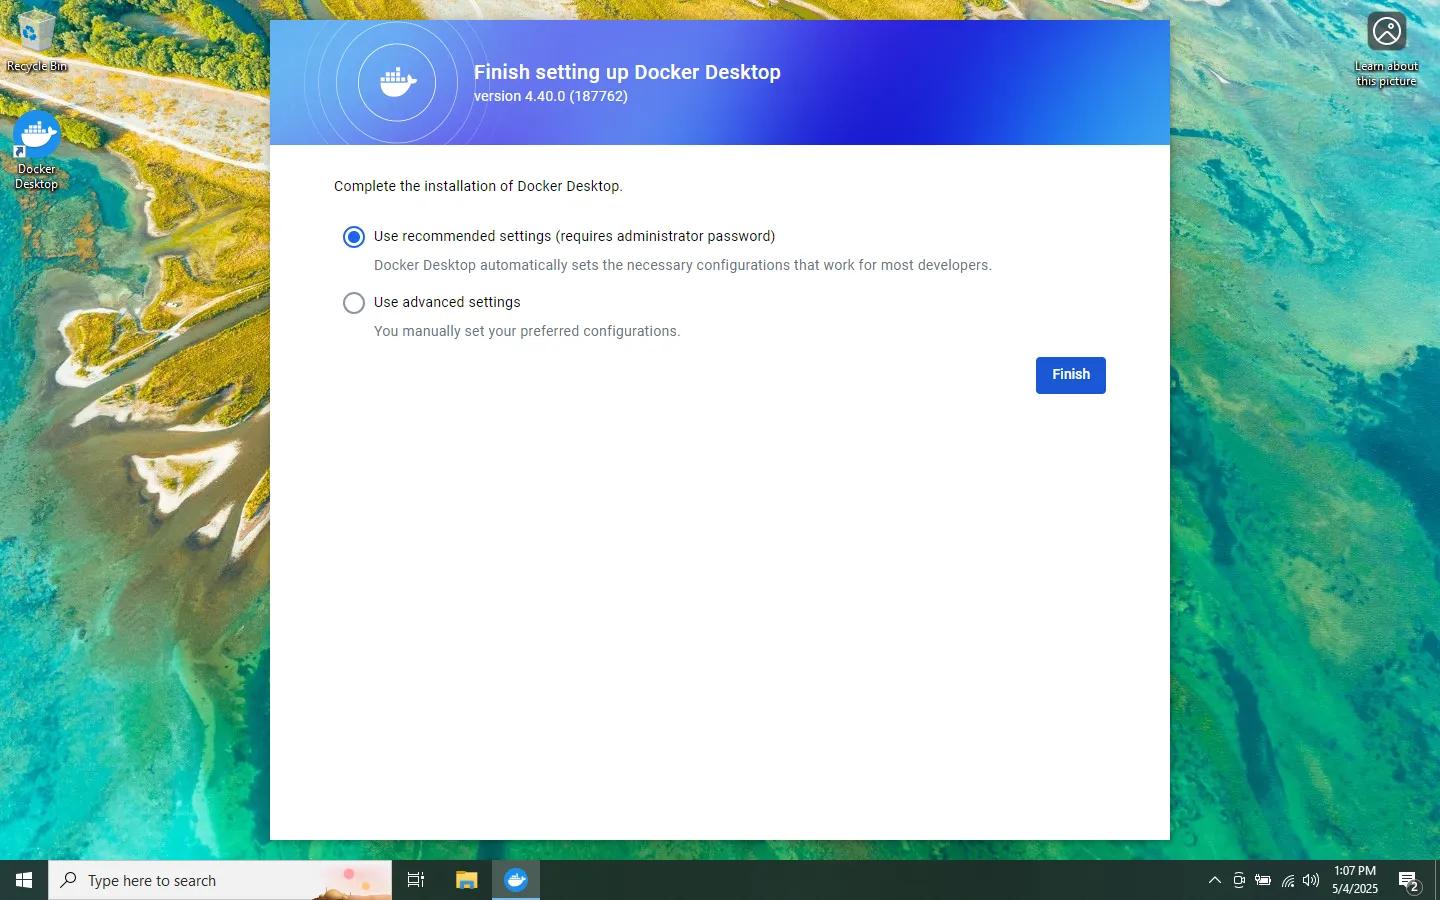 Recycle Bin
Docker
Desktop
Learn about
this picture
Finish setting up Docker Desktop
version 4.40.0 (187762)
Complete the installation of Docker Desktop.
Use recommended settings (requires administrator password)
Docker Desktop automatically sets the necessary configurations that work for most developers.
Use advanced settings
You manually set your preferred configurations.
Finish
Type here to search
1:07 PM
5/4/2025
2